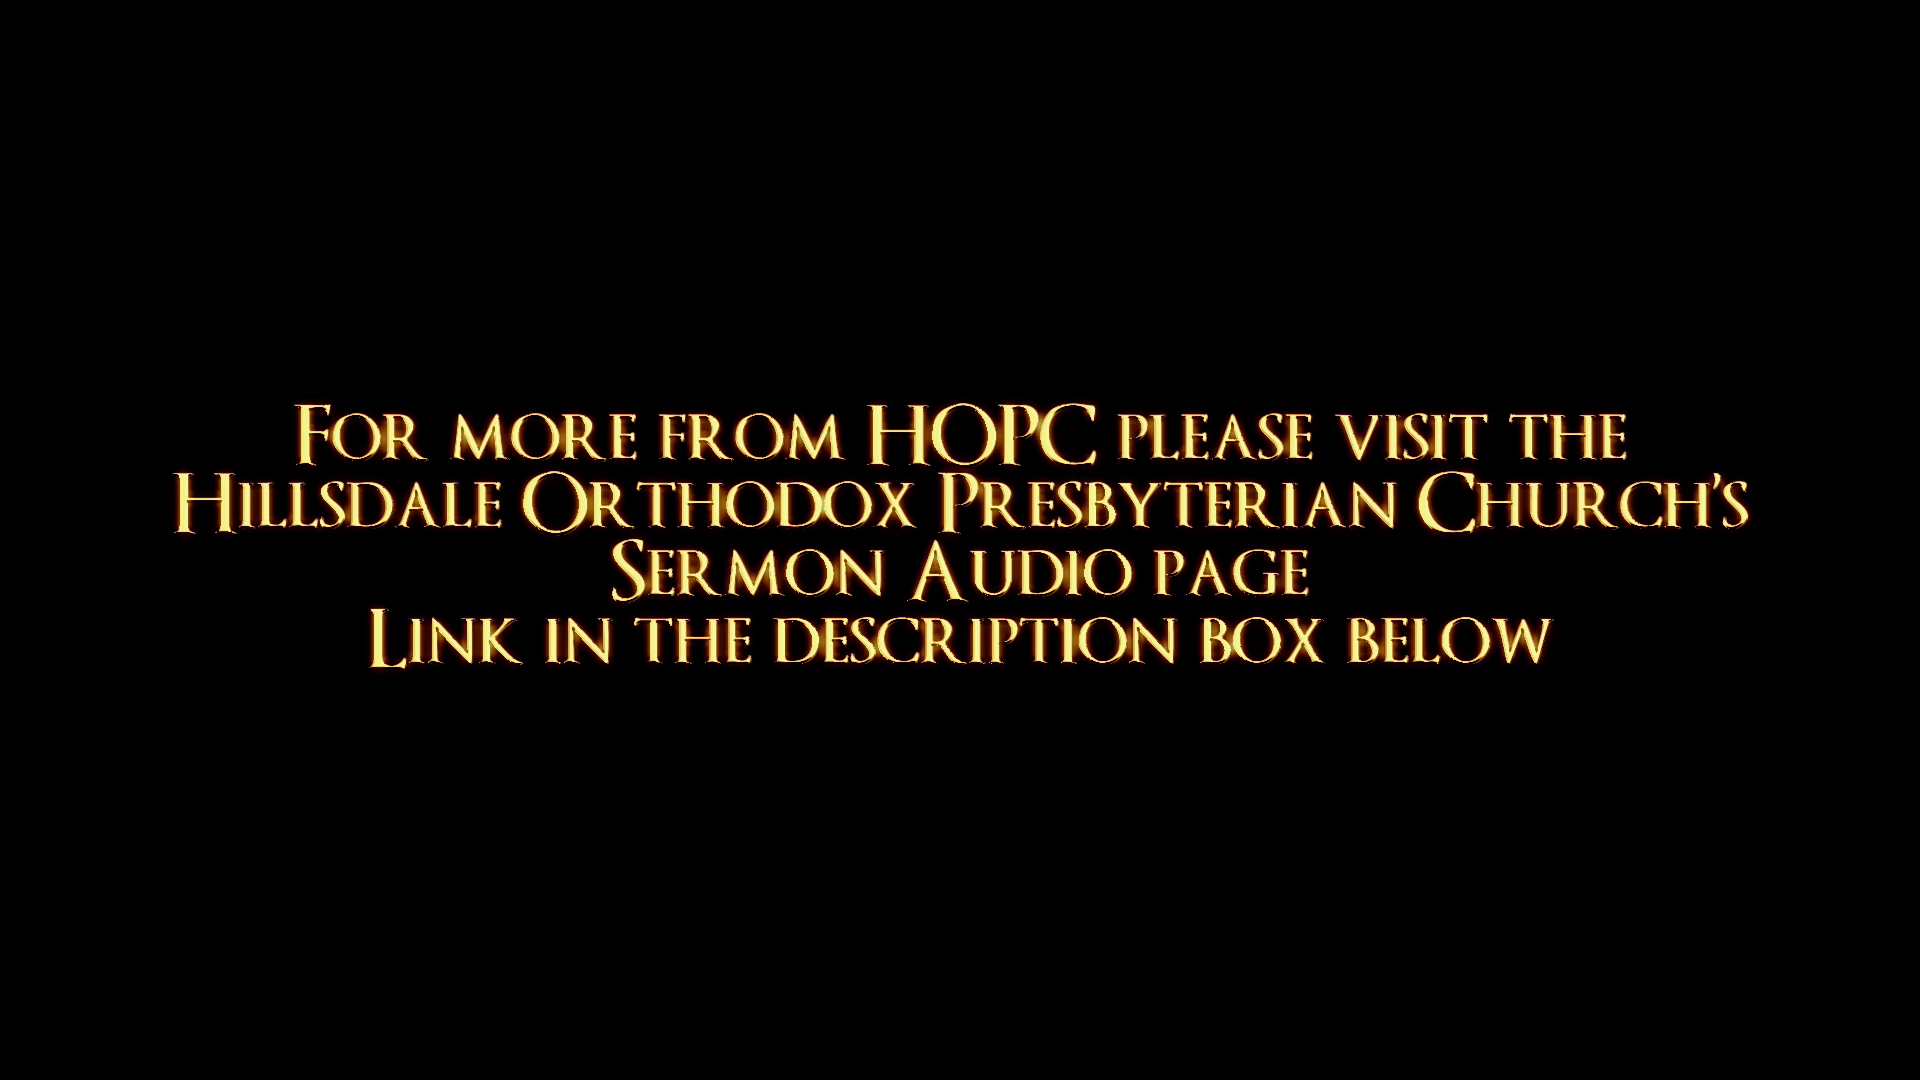 For more from HOPC please visit the
Hillsdale Orthodox Presbyterian Church's
Sermon Audio page
Link in the description box below